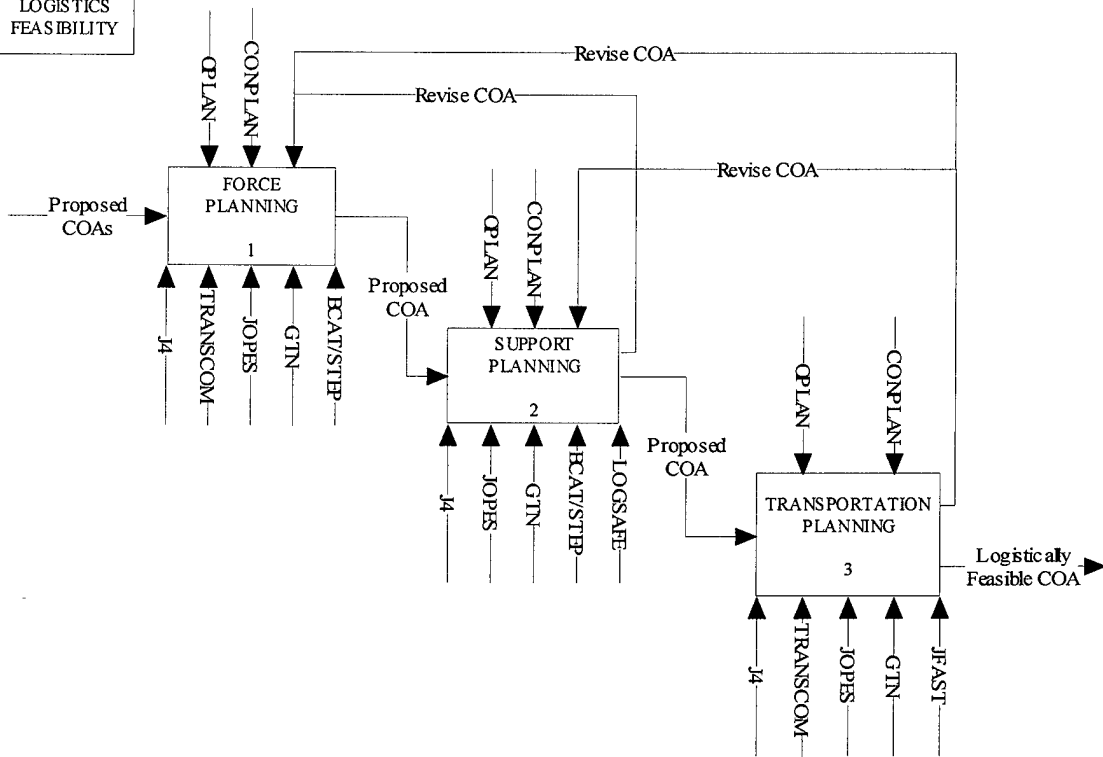 LOGISTICS
FEASIBILITY
OPLAN
CONPLAN
Revise COA
Revise COA
Proposed
COAs
FORCE
PLANNING
1
J4
TRANSCOM
JOPES
GTN
BCAT/STEP
Revise COA
OPLAN
CONPLAN
Proposed
COA
SUPPORT
PLANNING
2
J4
JOPES
GTN
BCAT/STEP
LOGSAFE
OPLAN
CONPLAN
Proposed
COA
TRANSPORTATION
PLANNING
3
Logistically
Feasible COA
J4
TRANSCOM
JOPES
GTN
JFAST